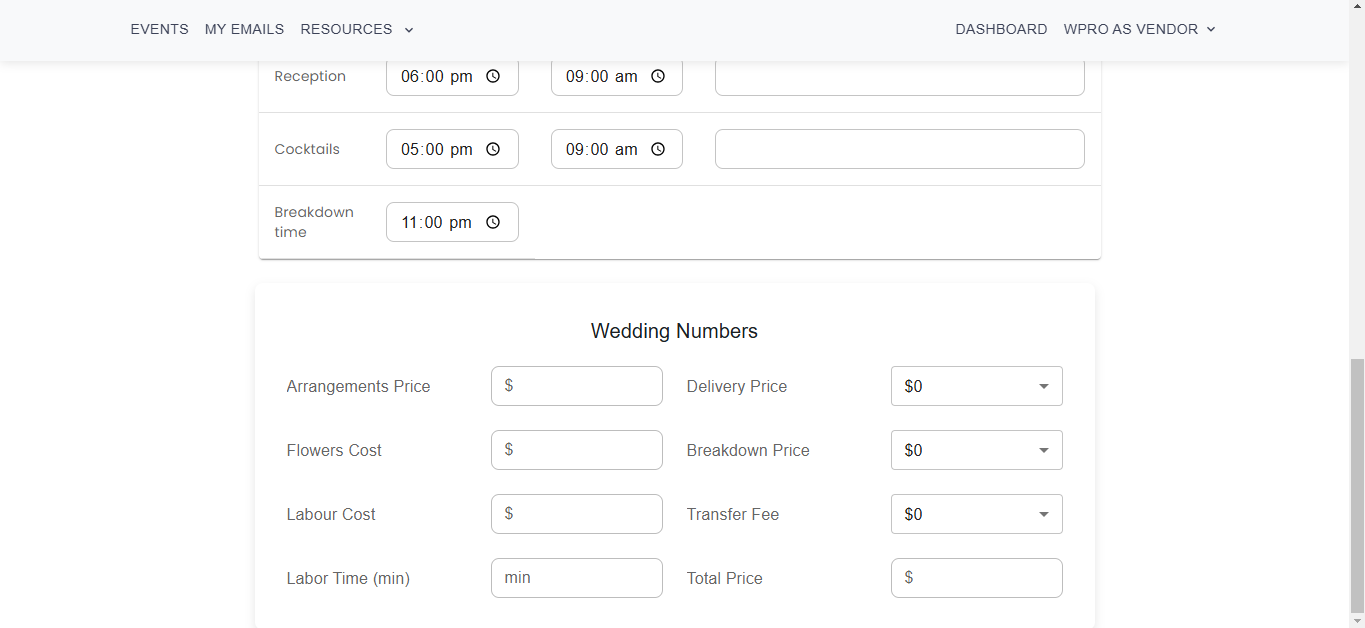 EVENTS MY EMAILS RESOURCES DASHBOARD WPRO AS VENDOR
Reception 06:00 pm 09:00 am
Cocktails 05:00 pm 09:00 am
Breakdown
time 11:00 pm
Wedding Numbers
Arrangements Price $ Delivery Price $0
Flowers Cost $ Breakdown Price $0
Labour Cost $ Transfer Fee $0
Labor Time (min) min Total Price $